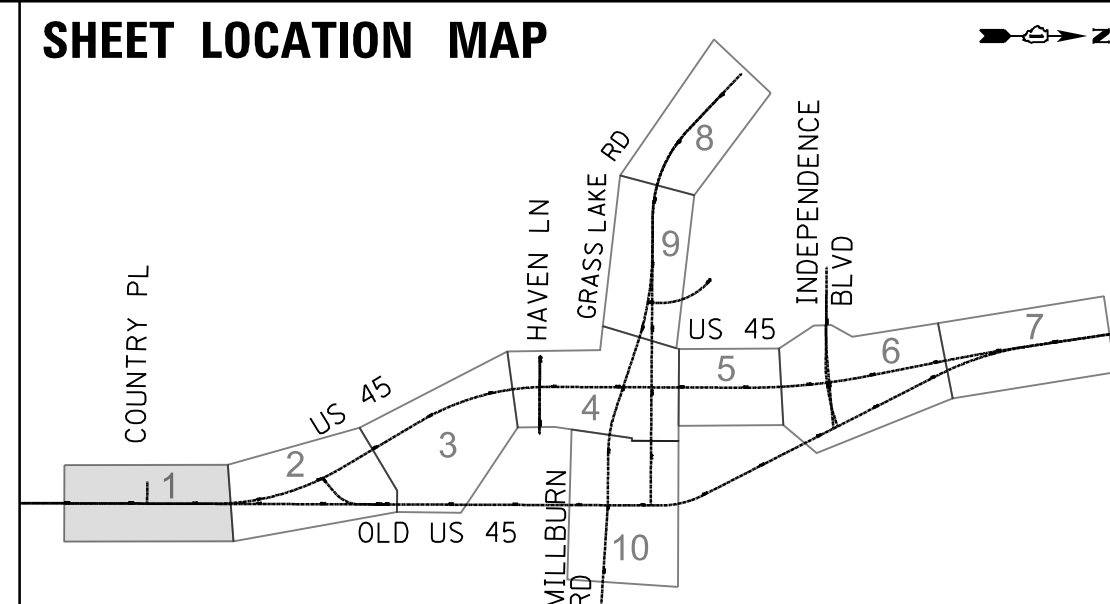 SHEET LOCATION MAP
N
8
GRASS LAKE RD
INDEPENDENCE
BLVD
HAVEN LN
9
COUNTRY PL
US 45
7
6
5
US 45
4
3
2
1
OLD US 45
MILLBURN
RD
10